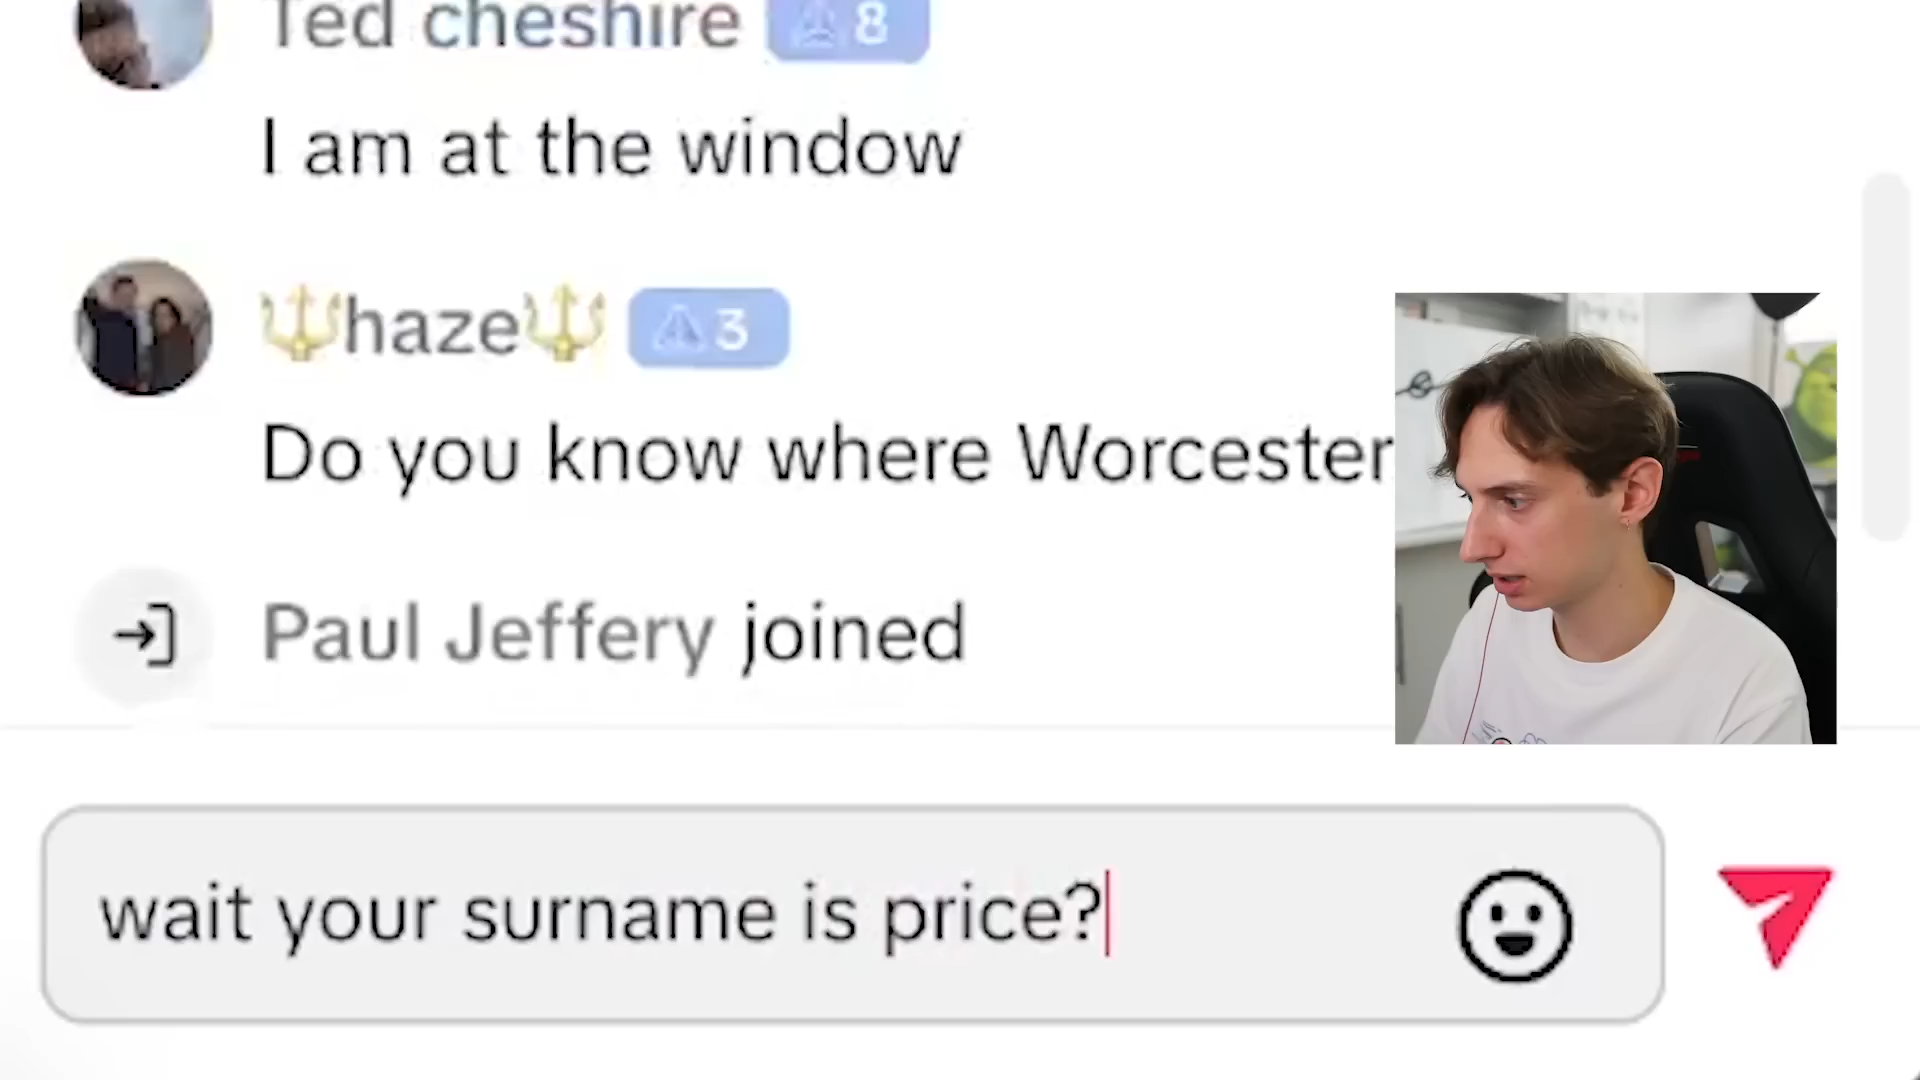 Ted cheshire 8
I am at the window
🔱haze🔱 3
Do you know where Worcester
Paul Jeffery joined
wait your surname is price?